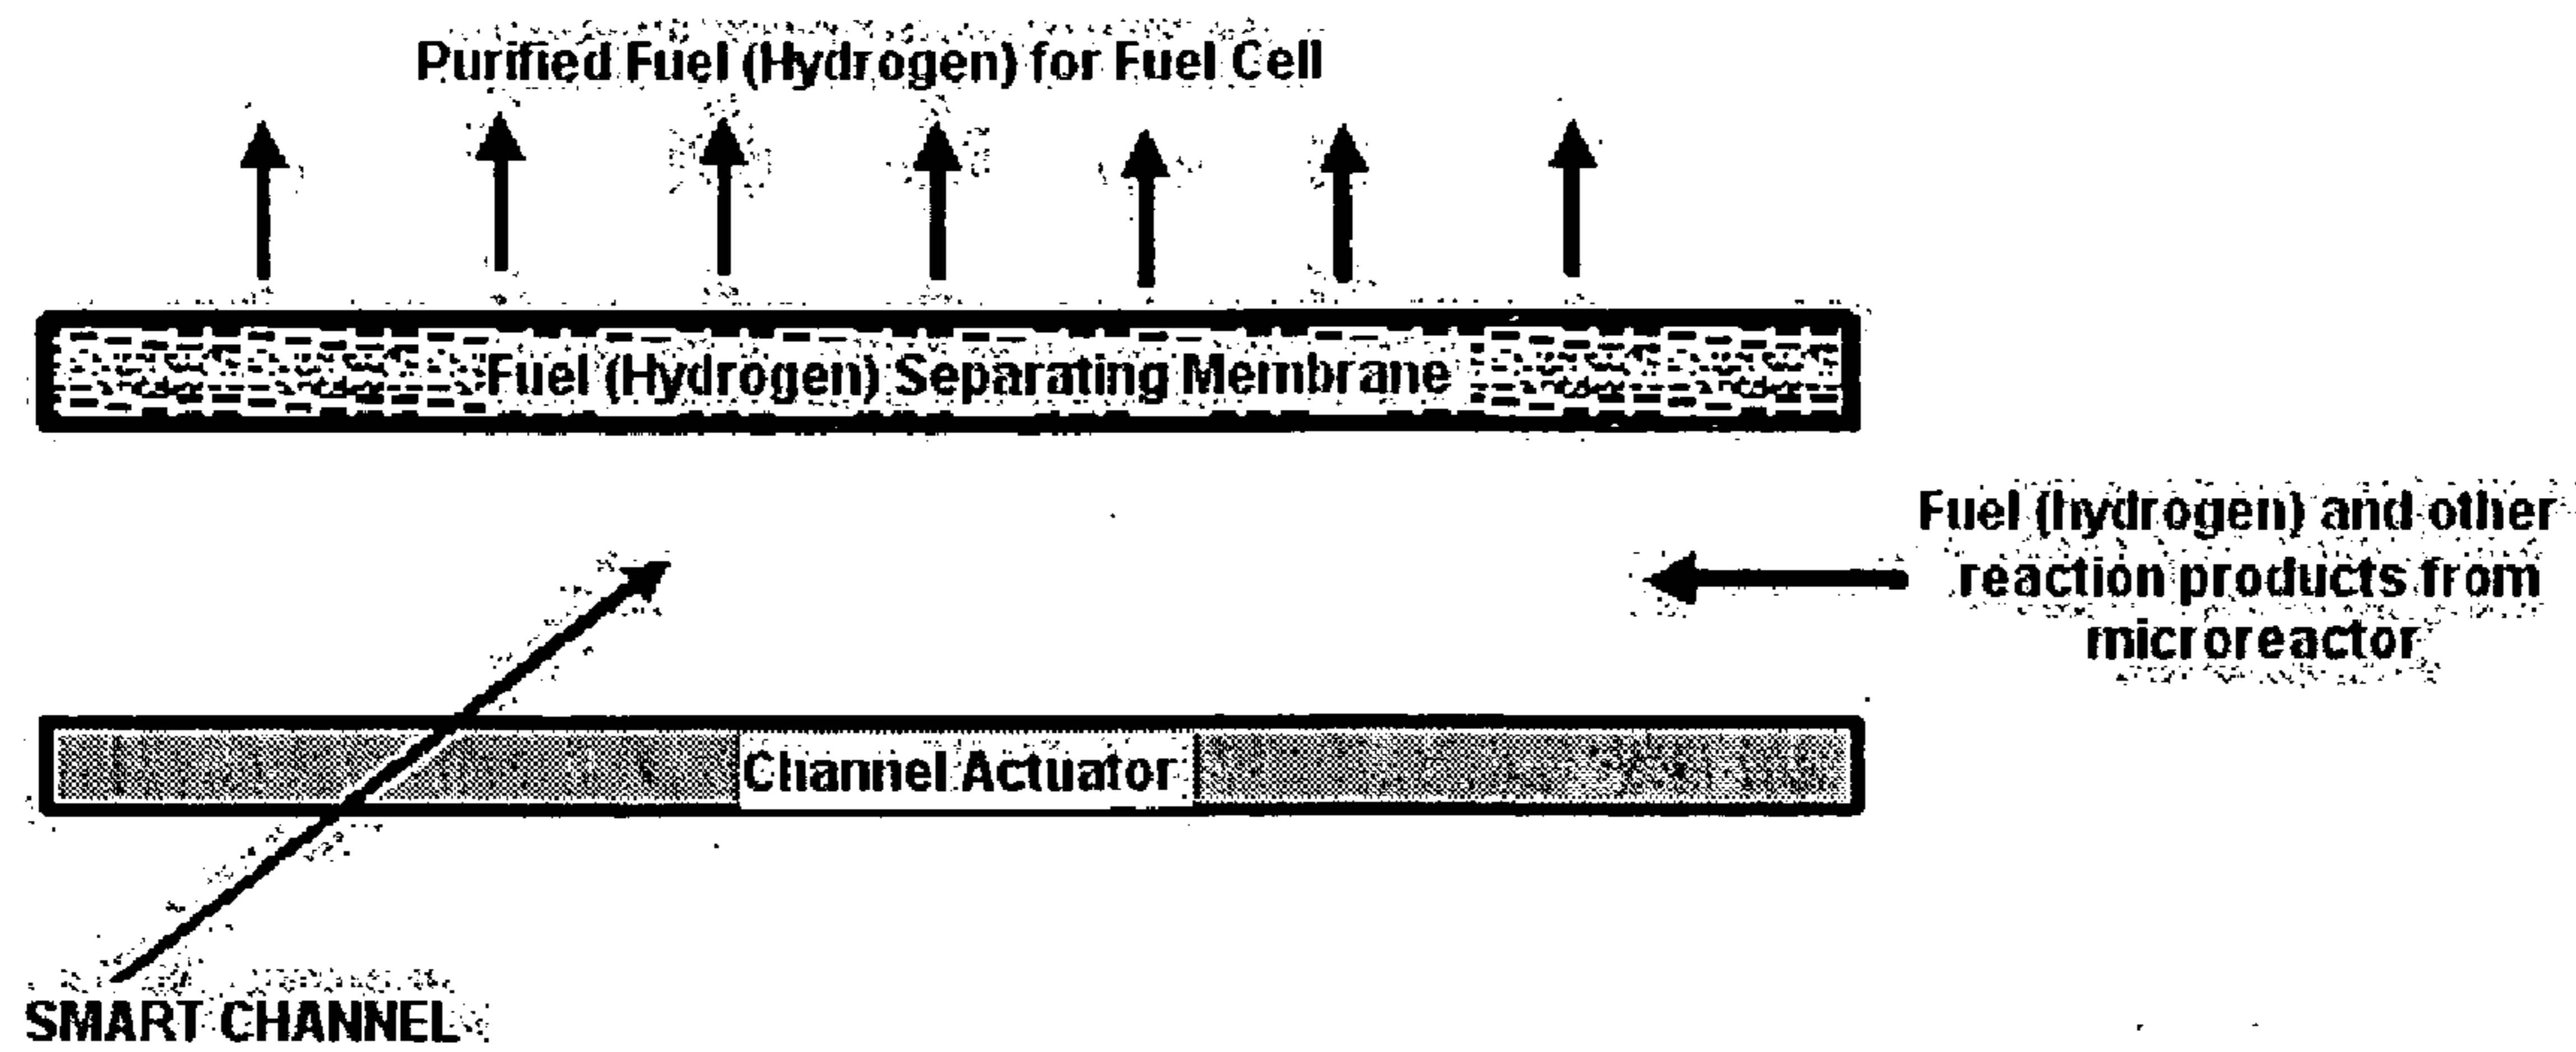 Purified Fuel (Hydrogen) for Fuel Cell
Fuel (Hydrogen) Separating Membrane
Fuel (hydrogen) and other
reaction products from
microreactor
Channel Actuator
SMART CHANNEL